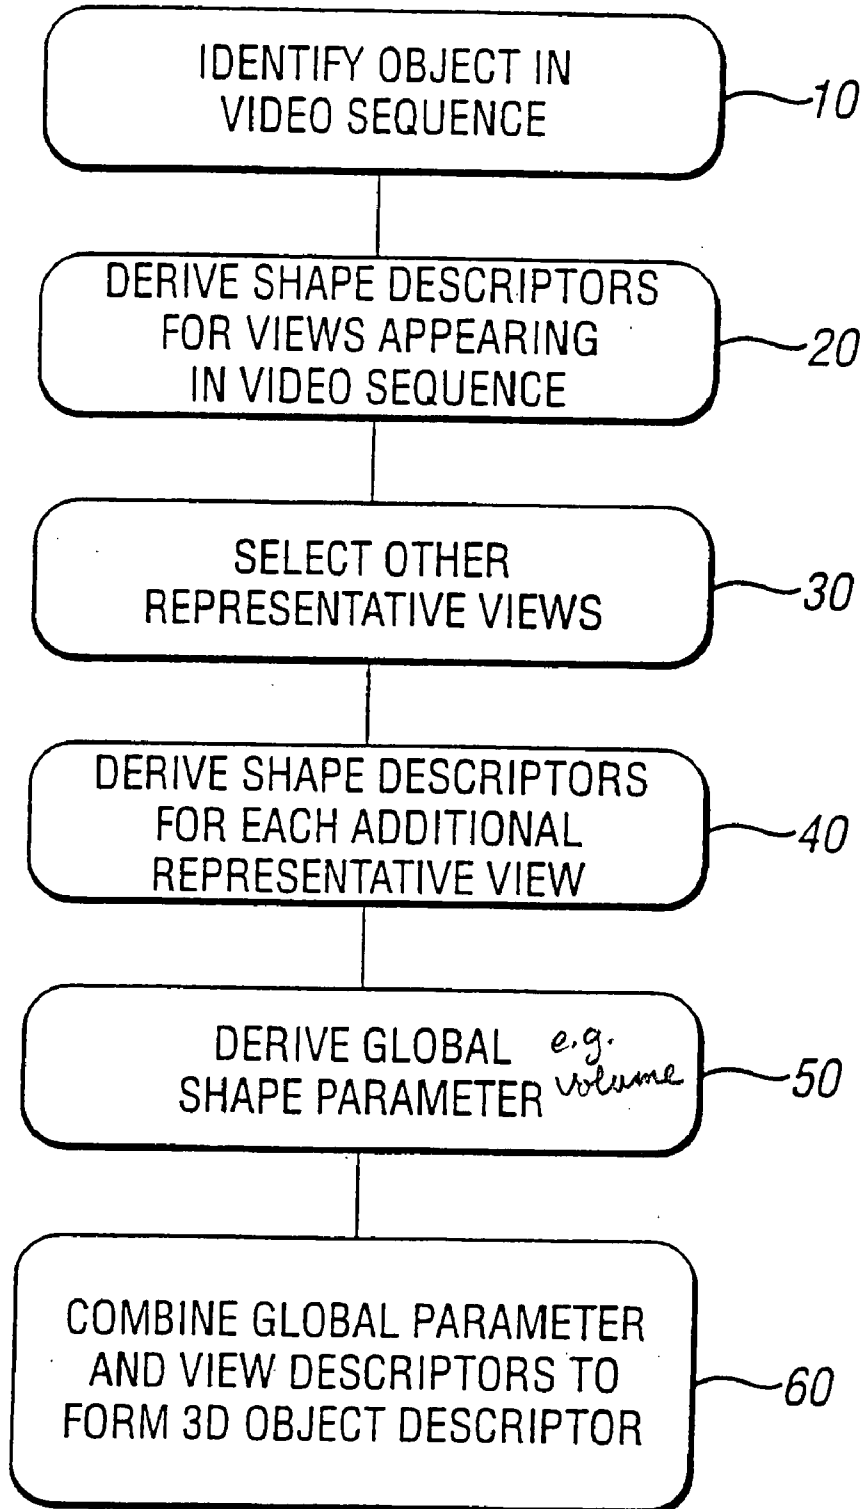 IDENTIFY OBJECT IN
VIDEO SEQUENCE
10
DERIVE SHAPE DESCRIPTORS
FOR VIEWS APPEARING
IN VIDEO SEQUENCE
20
SELECT OTHER
REPRESENTATIVE VIEWS
30
DERIVE SHAPE DESCRIPTORS
FOR EACH ADDITIONAL
REPRESENTATIVE VIEW
40
DERIVE GLOBAL e.g.
SHAPE PARAMETER volume
50
COMBINE GLOBAL PARAMETER
AND VIEW DESCRIPTORS TO
FORM 3D OBJECT DESCRIPTOR
60